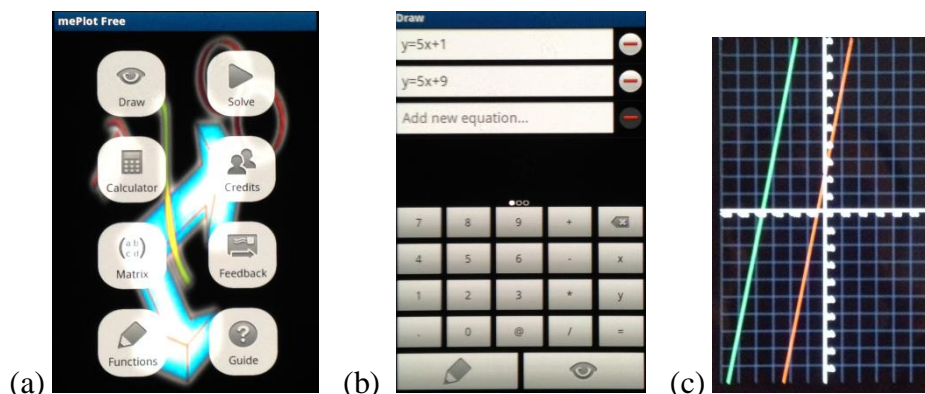 mePlot Free
Draw
Solve
Calculator
Credits
(a b
c d)
Matrix
Feedback
Functions
Guide
(a)
Draw
y=5x+1
y=5x+9
Add new equation...
7 8 9 +
4 5 6 - x
1 2 3 * y
. 0 @ / =
(b)
(c)